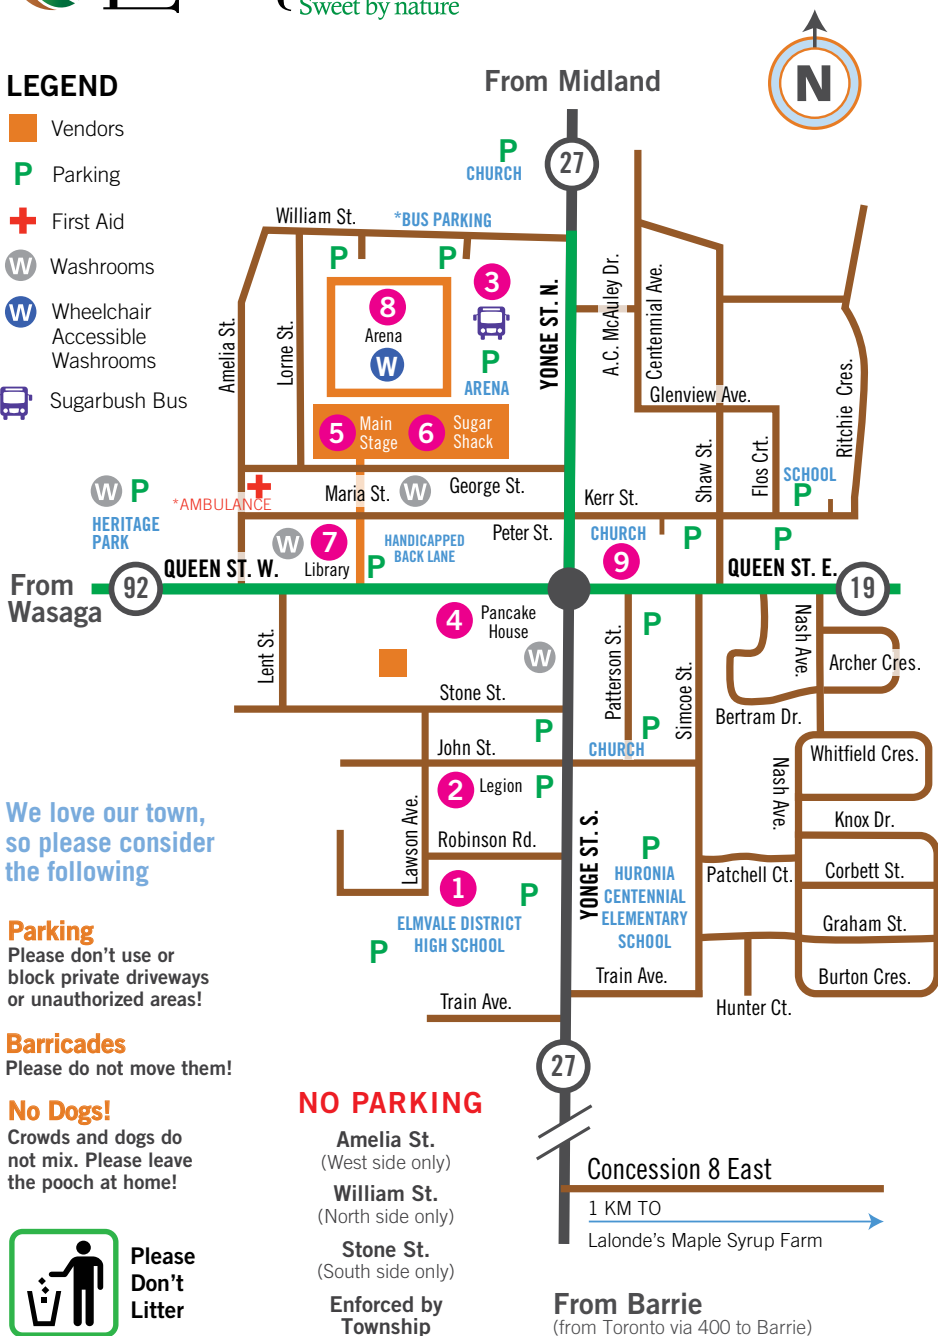 Sweet by nature
N
From Midland
LEGEND
Vendors
P Parking
First Aid
W Washrooms
W Wheelchair
Accessible
Washrooms
Sugarbush Bus
27
P
CHURCH
William St.
*BUS PARKING
P
P
3
8
Arena
W
P
ARENA
Amelia St.
Lorne St.
YONGE ST. N.
A.C. McAuley Dr.
Centennial Ave.
Glenview Ave.
Ritchie Cres.
5 Main
Stage
6 Sugar
Shack
Shaw St.
Flos Crt.
SCHOOL
P
W P
HERITAGE
PARK
*AMBULANCE
Maria St.
W
George St.
Kerr St.
Peter St.
W
7
Library
P
HANDICAPPED
BACK LANE
CHURCH
9
P
P
From
Wasaga
92
QUEEN ST. W.
QUEEN ST. E.
19
4 Pancake
House
W
Lent St.
Stone St.
Patterson St.
P
P
CHURCH
Simcoe St.
Nash Ave.
Archer Cres.
Bertram Dr.
P
John St.
2 Legion
P
Whitfield Cres.
Nash Ave.
Knox Dr.
Lawson Ave.
Robinson Rd.
YONGE ST. S.
P
HURONIA
CENTENNIAL
ELEMENTARY
SCHOOL
Patchell Ct.
Corbett St.
Graham St.
Burton Cres.
1
P
ELMVALE DISTRICT
HIGH SCHOOL
P
Train Ave.
Train Ave.
Hunter Ct.
27
We love our town,
so please consider
the following
Parking
Please don't use or
block private driveways
or unauthorized areas!
Barricades
Please do not move them!
No Dogs!
Crowds and dogs do
not mix. Please leave
the pooch at home!
Please
Don't
Litter
NO PARKING
Amelia St.
(West side only)
William St.
(North side only)
Stone St.
(South side only)
Enforced by
Township
Concession 8 East
1 KM TO
Lalonde's Maple Syrup Farm
From Barrie
(from Toronto via 400 to Barrie)